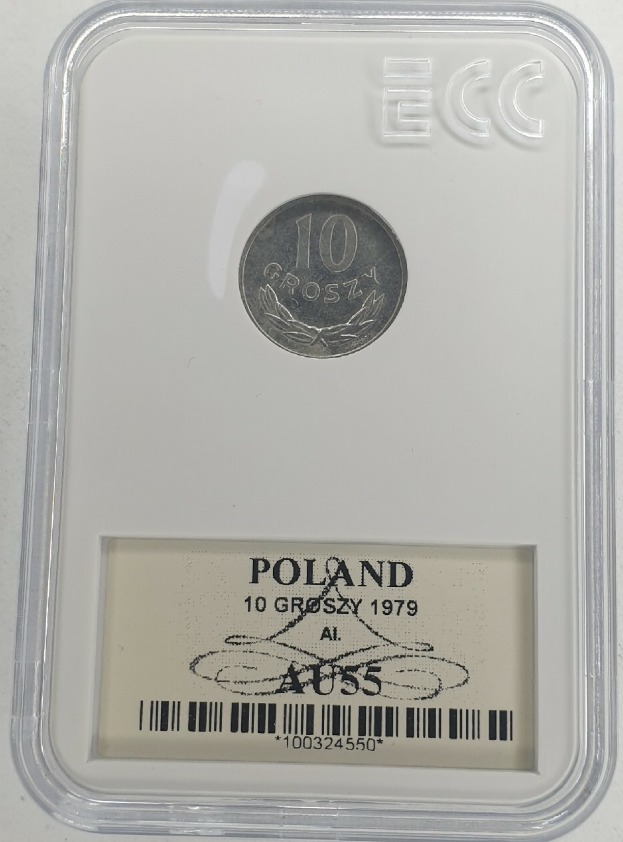 ECC
10
GROSZY
POLAND
10 GROSZY 1979
Al.
AU55
*100324550*